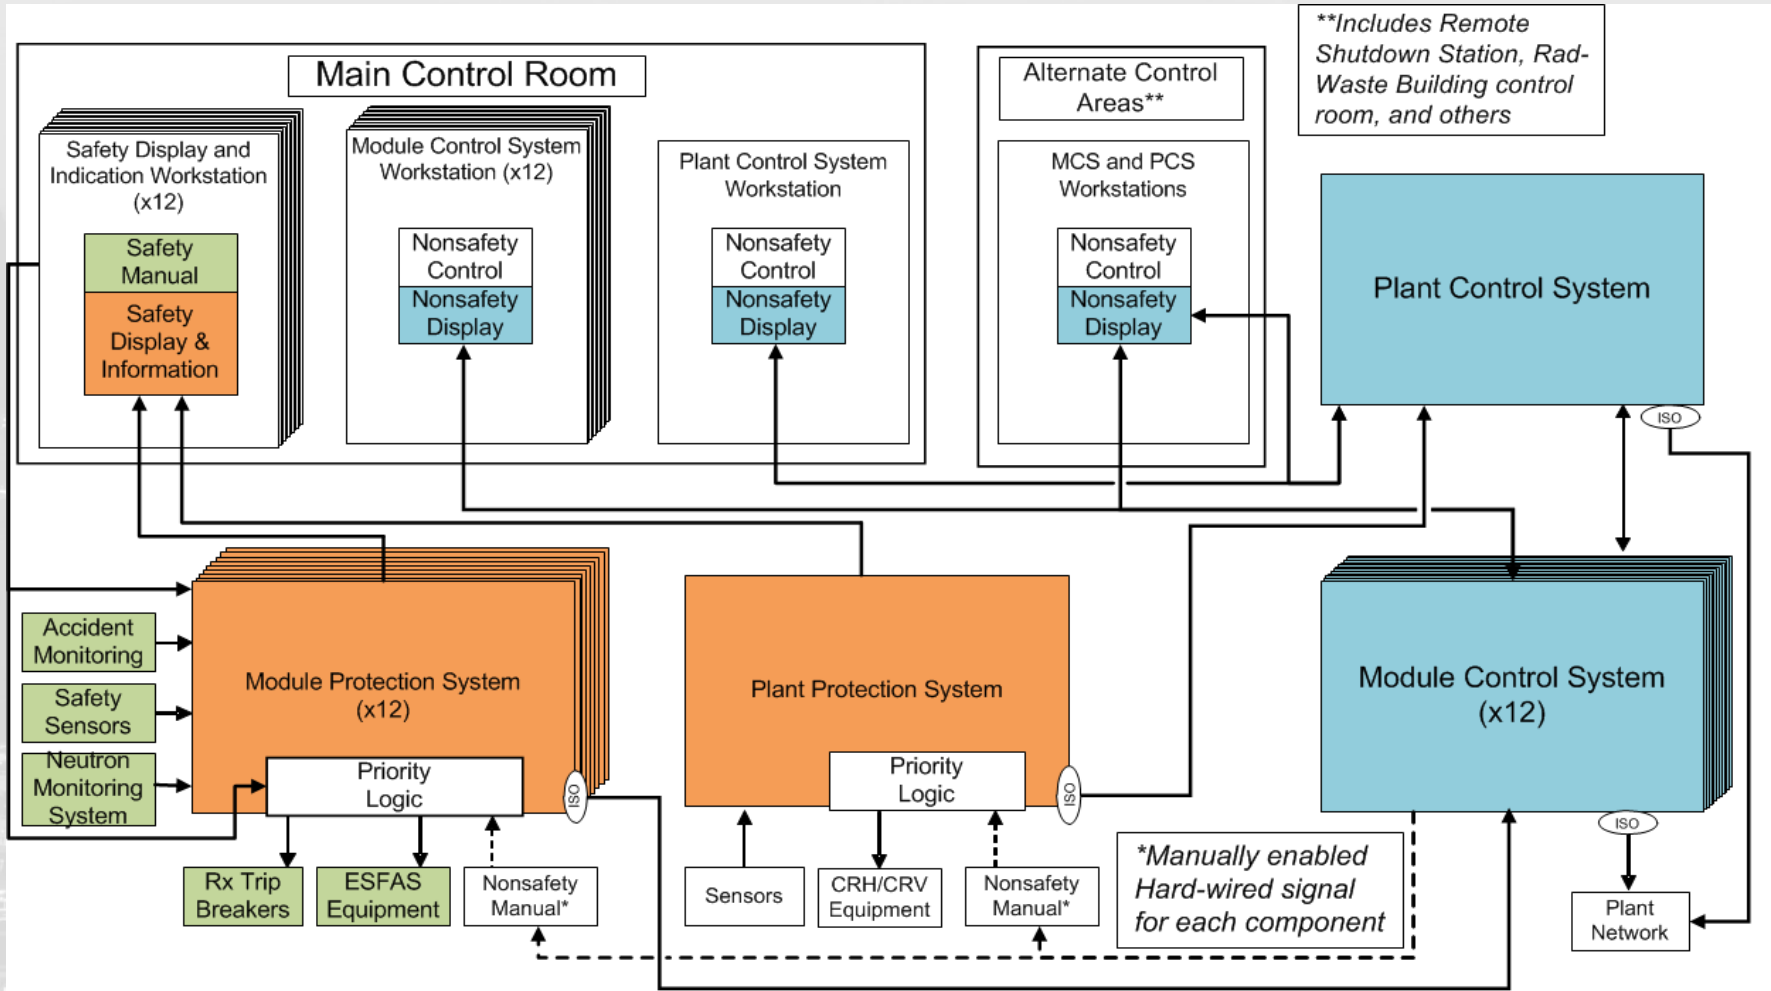 Main Control Room
Safety Display and
Indication Workstation
(x12)
Safety
Manual
Safety
Display &
Information
Module Control System
Workstation (x12)
Nonsafety
Control
Nonsafety
Display
Plant Control System
Workstation
Nonsafety
Control
Nonsafety
Display
Alternate Control
Areas**
MCS and PCS
Workstations
Nonsafety
Control
Nonsafety
Display
**Includes Remote
Shutdown Station, Rad-
Waste Building control
room, and others
Plant Control System
ISO
Accident
Monitoring
Safety
Sensors
Neutron
Monitoring
System
Module Protection System
(x12)
Priority
Logic
ISO
Rx Trip
Breakers
ESFAS
Equipment
Nonsafety
Manual*
Plant Protection System
Priority
Logic
ISO
Sensors
CRH/CRV
Equipment
Nonsafety
Manual*
*Manually enabled
Hard-wired signal
for each component
Module Control System
(x12)
ISO
Plant
Network